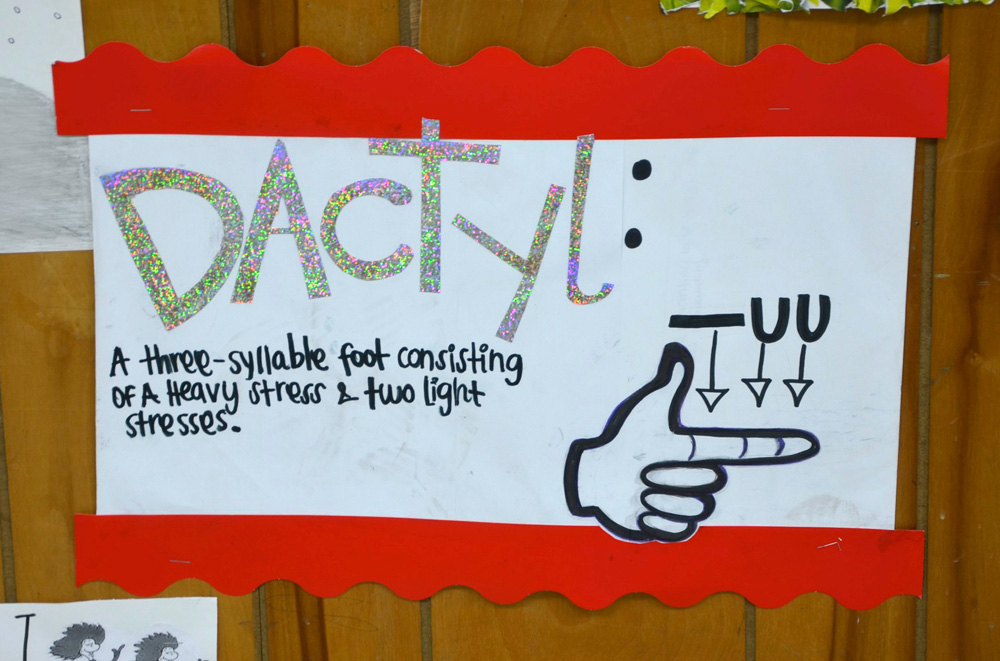 DACTyl :
A three-syllable foot consisting
of A Heavy stress & two light
stresses.
— U U
I